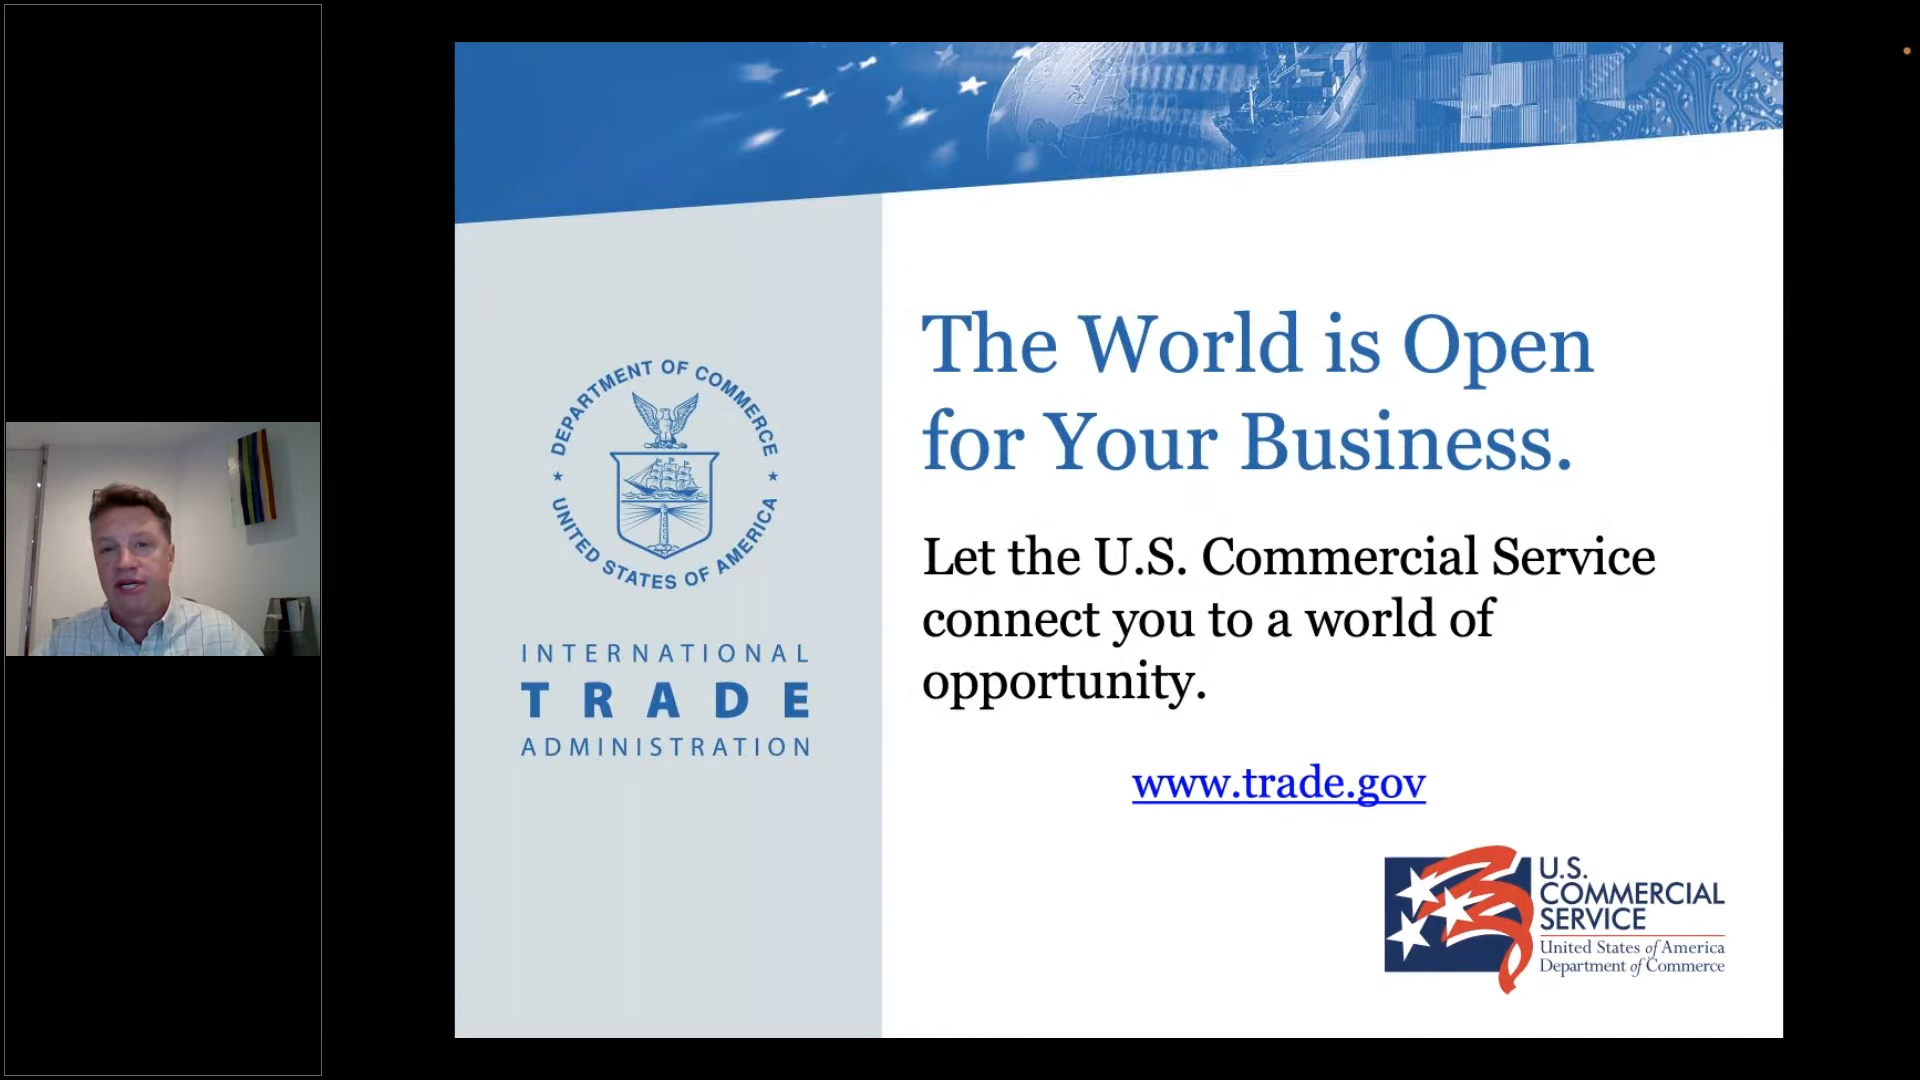 DEPARTMENT OF COMMERCE
UNITED STATES OF AMERICA
INTERNATIONAL
TRADE
ADMINISTRATION
The World is Open
for Your Business.
Let the U.S. Commercial Service
connect you to a world of
opportunity.
www.trade.gov
U.S.
COMMERCIAL
SERVICE
United States of America
Department of Commerce